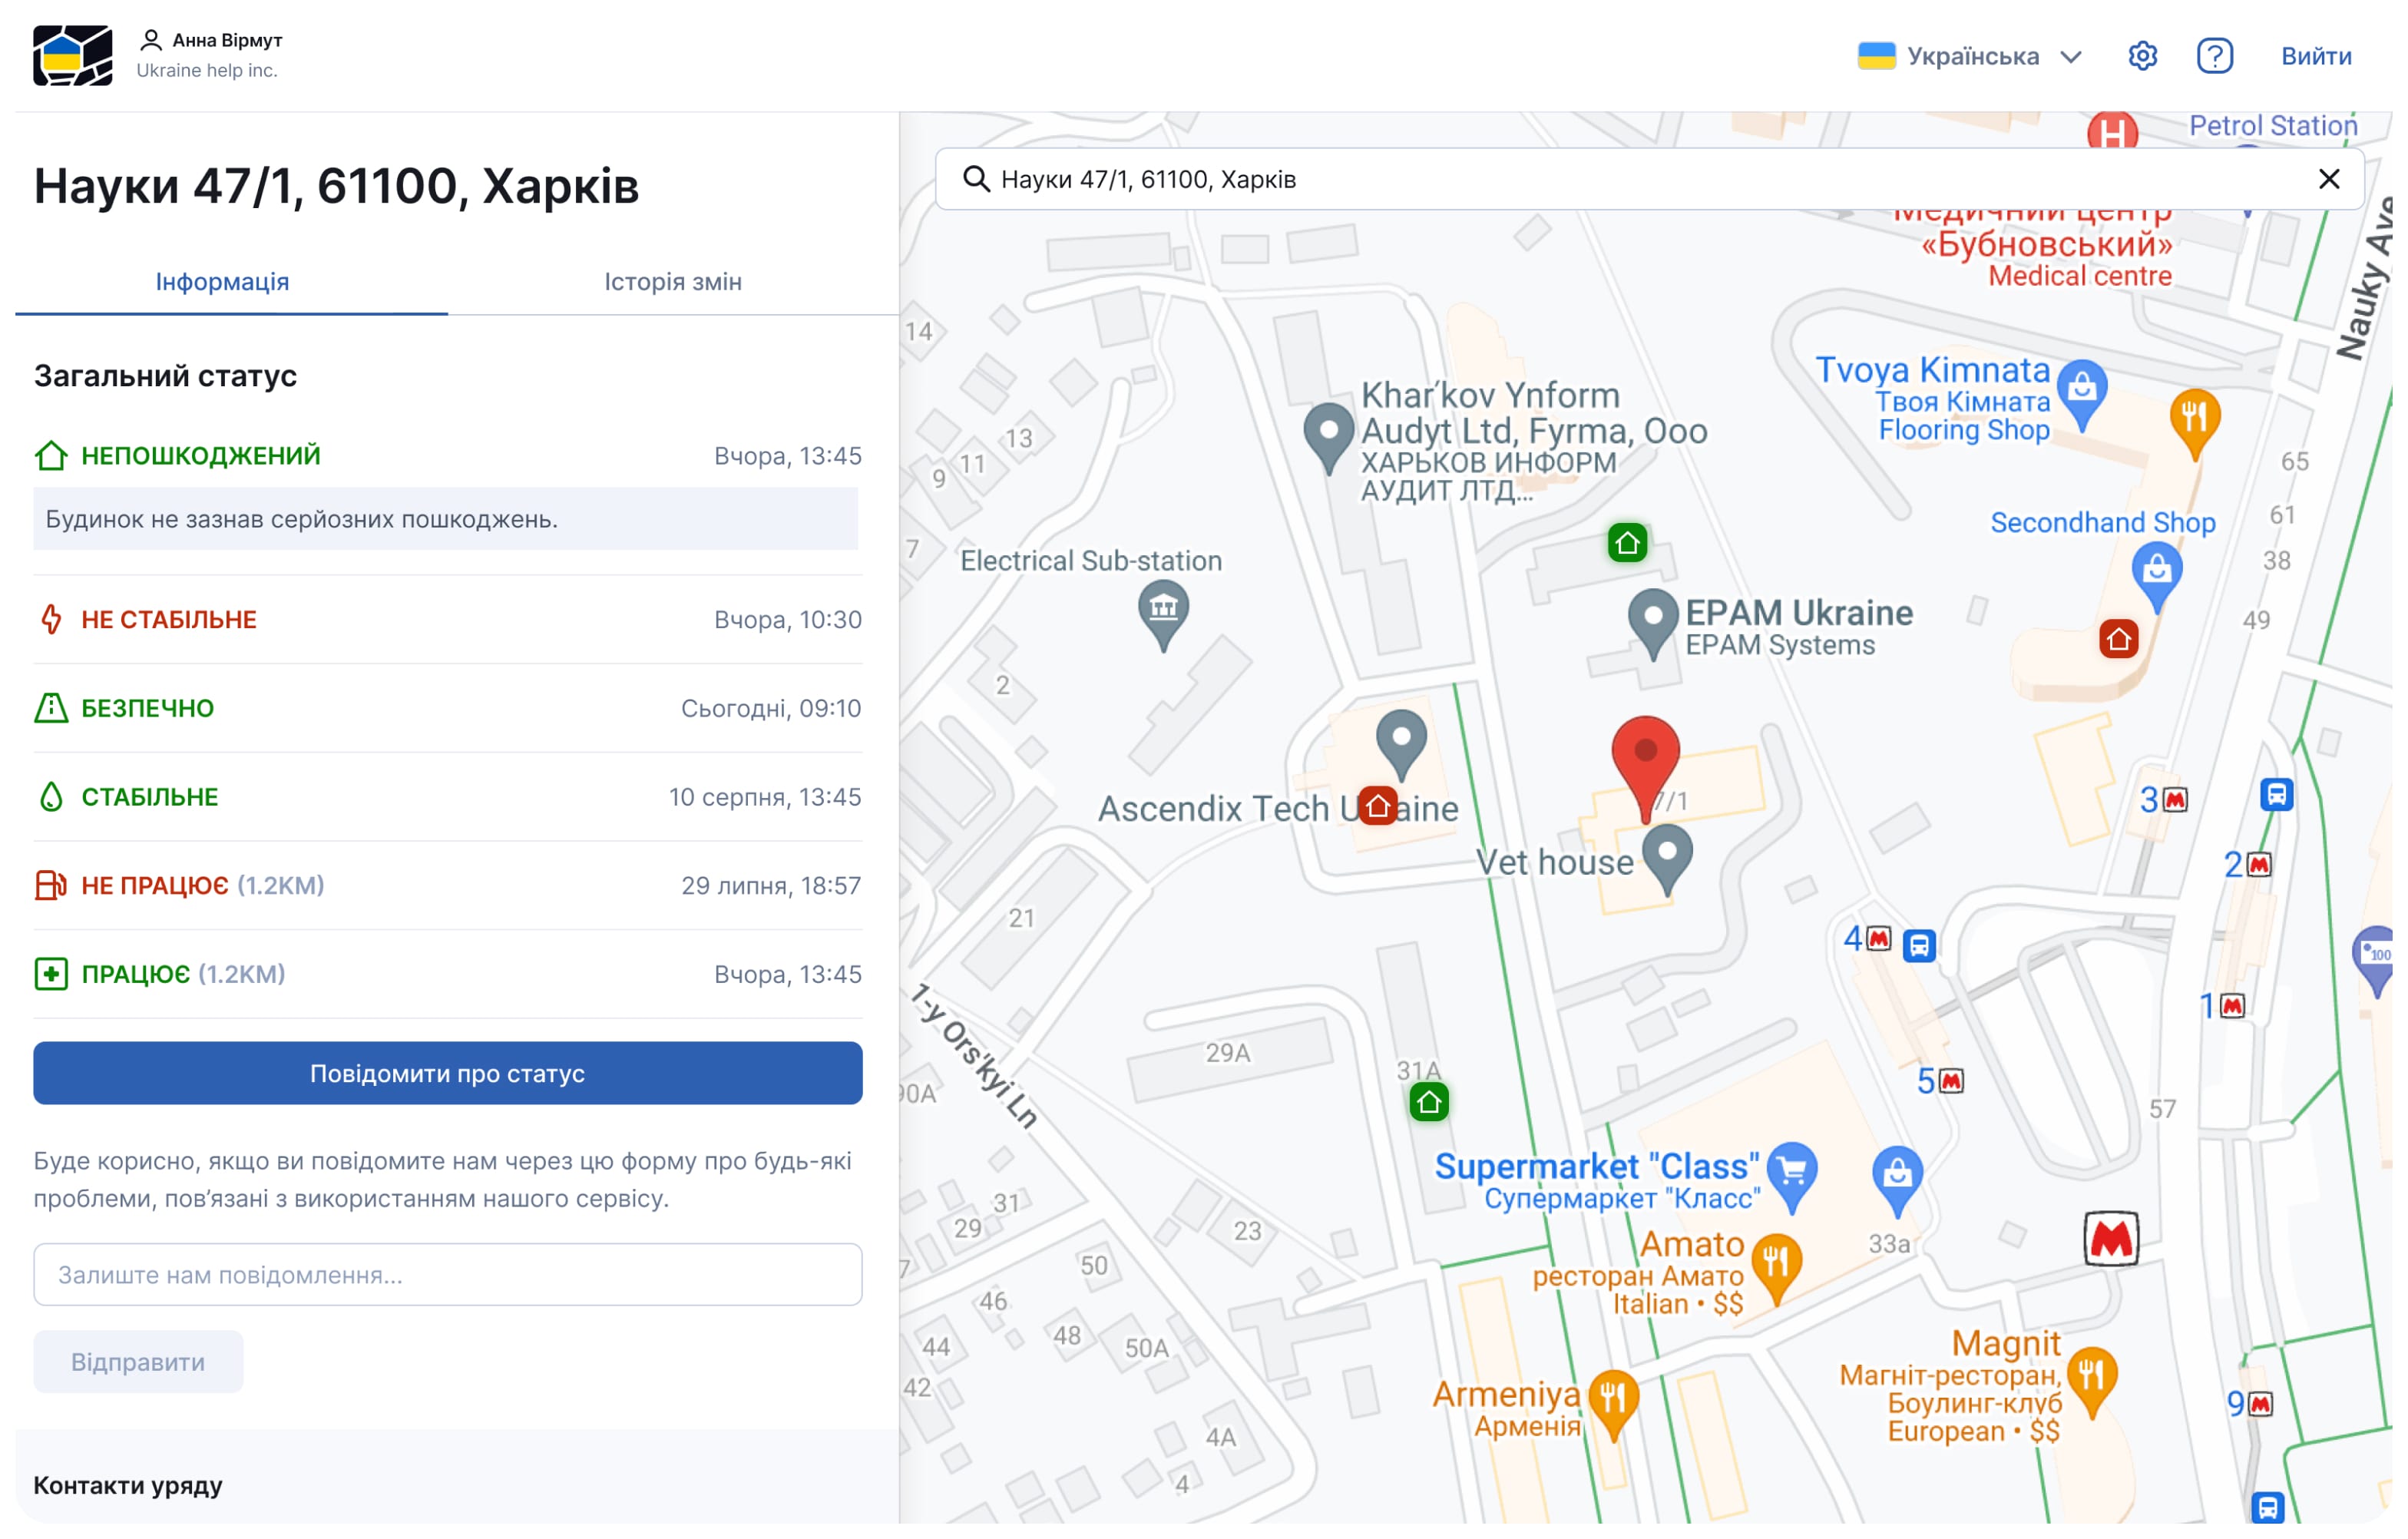 Анна Вірмут
Ukraine help inc.
Українська
Вийти
Науки 47/1, 61100, Харків
Інформація
Історія змін
Загальний статус
НЕПОШКОДЖЕНИЙ
Вчора, 13:45
Будинок не зазнав серйозних пошкоджень.
НЕ СТАБІЛЬНЕ
Вчора, 10:30
БЕЗПЕЧНО
Сьогодні, 09:10
СТАБІЛЬНЕ
10 серпня, 13:45
НЕ ПРАЦЮЄ (1.2KM)
29 липня, 18:57
ПРАЦЮЄ (1.2KM)
Вчора, 13:45
Повідомити про статус
Буде корисно, якщо ви повідомите нам через цю форму про будь-які
проблеми, пов’язані з використанням нашого сервісу.
Залиште нам повідомлення...
Відправити
Контакти уряду
H
Petrol Station
Науки 47/1, 61100, Харків
Медичний центр
«Бубновський»
Medical centre
Nauky Ave
14
Khar'kov Ynform
Audyt Ltd, Fyrma, Ooo
ХАРЬКОВ ИНФОРМ
АУДИТ ЛТД...
Tvoya Kimnata
Твоя Кімната
Flooring Shop
13
11
9
65
7
Electrical Sub-station
Secondhand Shop
61
38
49
EPAM Ukraine
EPAM Systems
2
Ascendix Tech U aine
7/1
3
Vet house
2
21
4
100
1
1-y Ors'kyi Ln
29A
31A
90A
5
57
Supermarket "Class"
Супермаркет "Класс"
31
29
23
33a
7
50
Amato
ресторан Амато
Italian • $$
46
44
48
50A
42
Magnit
Магніт-ресторан,
Боулинг-клуб
European • $$
Armeniya
Арменія
9
4A
4